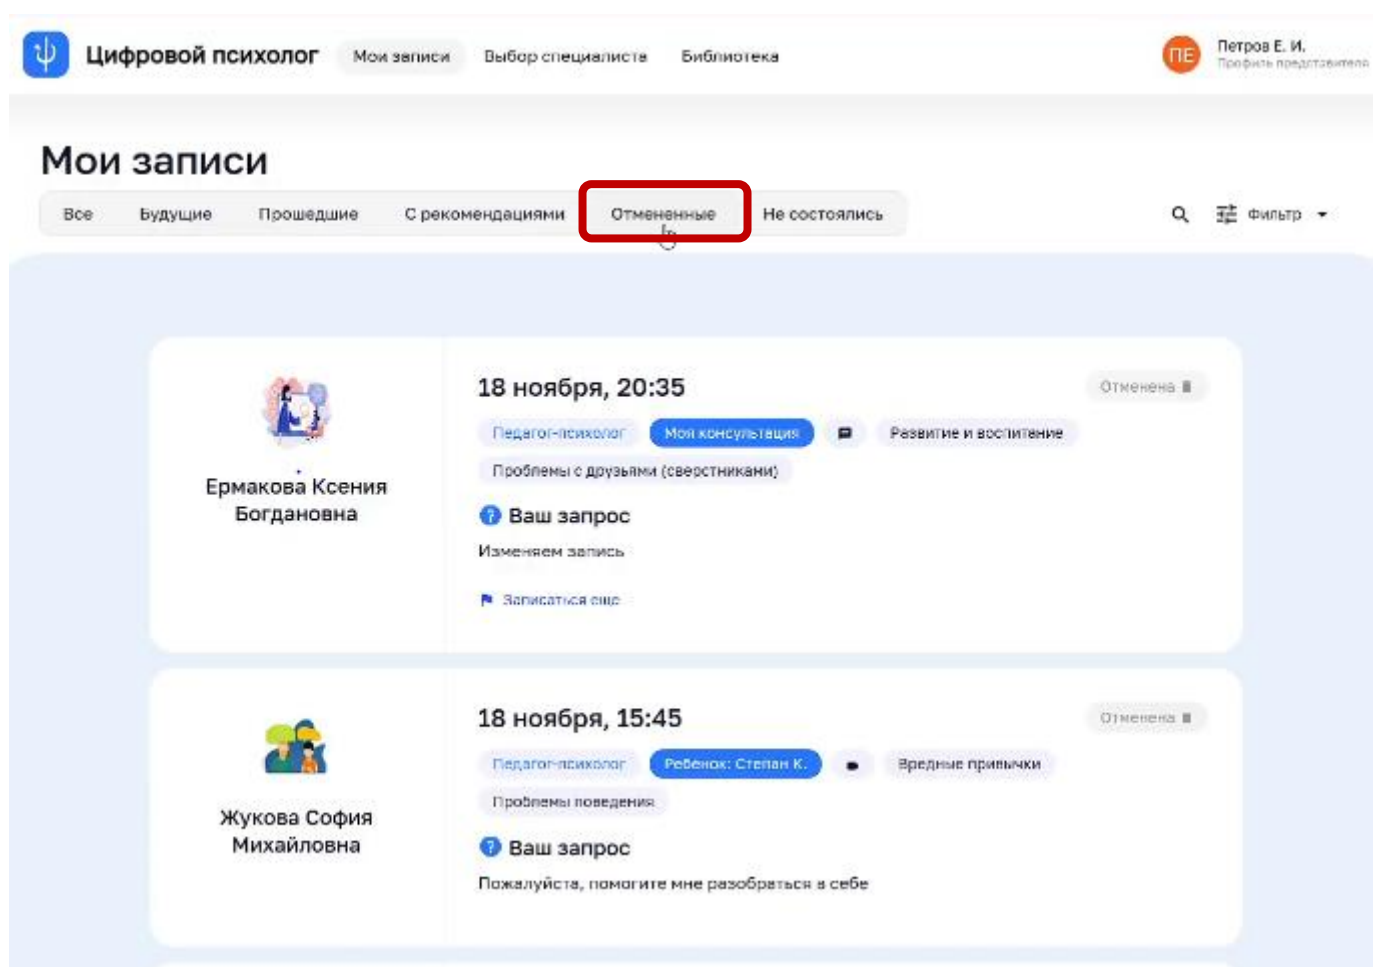 Цифровой психолог Мои записи Выбор специалиста Библиотека ПЕ Петров Е. И.
Профиль представителя
Мои записи
Все Будущие Прошедшие С рекомендациями Отмененные Не состоялись Фильтр
18 ноября, 20:35 Отменена
Педагог-психолог Моя консультация Развитие и воспитание
Проблемы с друзьями (сверстниками)
Ермакова Ксения
Богдановна
Ваш запрос
Изменяем запись
Записаться еще
18 ноября, 15:45 Отменена
Педагог-психолог Ребенок: Степан К. Вредные привычки
Проблемы поведения
Жукова София
Михайловна
Ваш запрос
Пожалуйста, помогите мне разобраться в себе